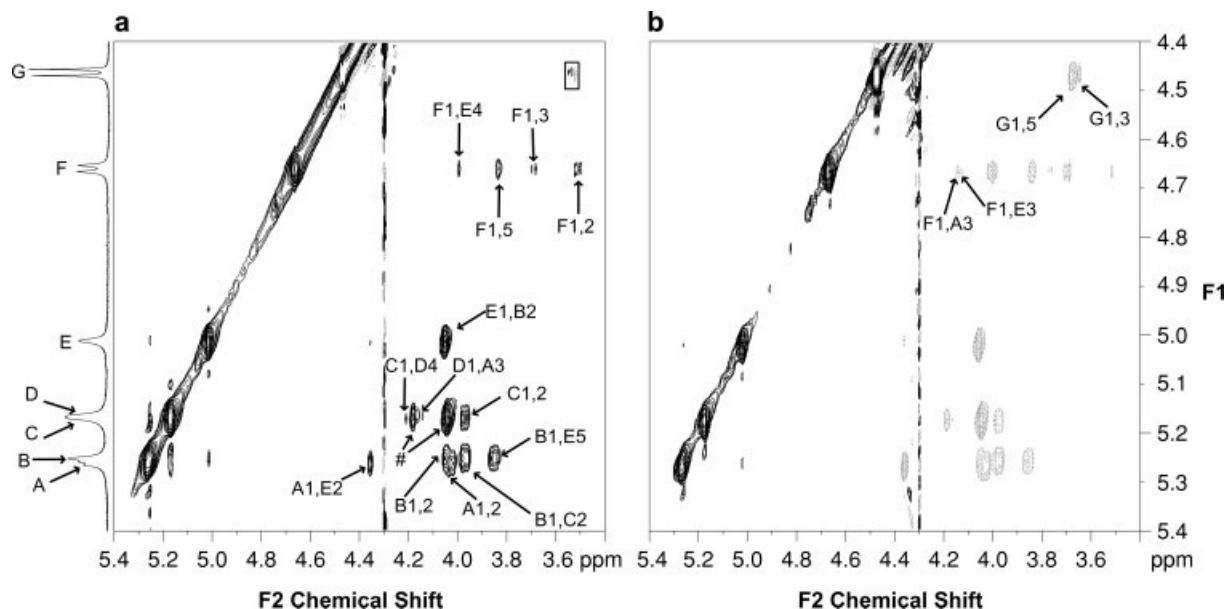 a
b
G
F
E
D
C
B
A
F1,E4
F1,3
F1,5
F1,2
E1,B2
C1,D4
D1,A3
C1,2
#
B1,E5
A1,E2
B1,2
A1,2
B1,C2
5.4 5.2 5.0 4.8 4.6 4.4 4.2 4.0 3.8 3.6 ppm
F2 Chemical Shift
G1,5
G1,3
F1,A3
F1,E3
4.4
4.5
4.6
4.7
4.8
4.9
F1
5.0
5.1
5.2
5.3
5.4
5.4 5.2 5.0 4.8 4.6 4.4 4.2 4.0 3.8 3.6 ppm
F2 Chemical Shift